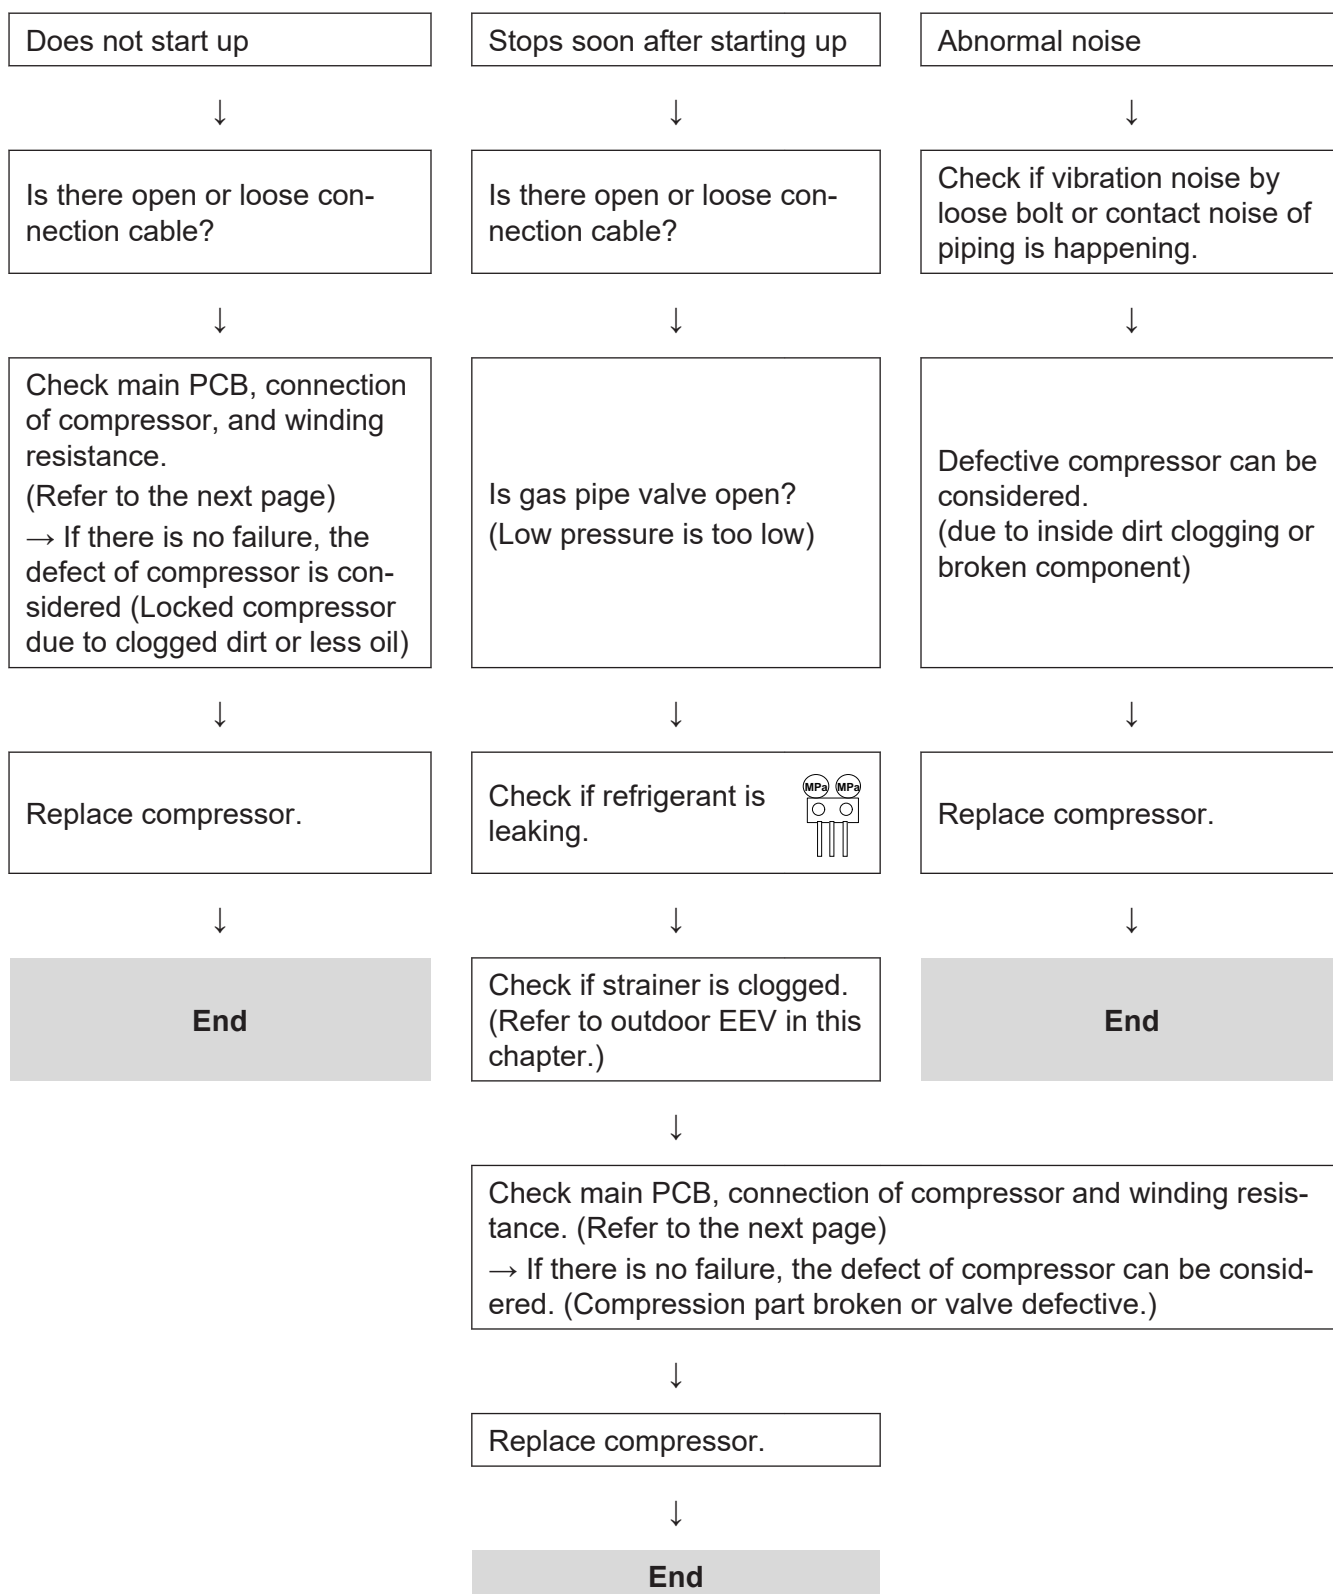 Does not start up
Stops soon after starting up
Abnormal noise
↓
↓
↓
Is there open or loose con-
nection cable?
Is there open or loose con-
nection cable?
Check if vibration noise by
loose bolt or contact noise of
piping is happening.
↓
↓
↓
Check main PCB, connection
of compressor, and winding
resistance.
(Refer to the next page)
→ If there is no failure, the
defect of compressor is con-
sidered (Locked compressor
due to clogged dirt or less oil)
Is gas pipe valve open?
(Low pressure is too low)
Defective compressor can be
considered.
(due to inside dirt clogging or
broken component)
↓
↓
↓
Replace compressor.
Check if refrigerant is
leaking.
MPa MPa
Replace compressor.
↓
↓
↓
End
Check if strainer is clogged.
(Refer to outdoor EEV in this
chapter.)
End
↓
Check main PCB, connection of compressor and winding resis-
tance. (Refer to the next page)
→ If there is no failure, the defect of compressor can be consid-
ered. (Compression part broken or valve defective.)
↓
Replace compressor.
↓
End